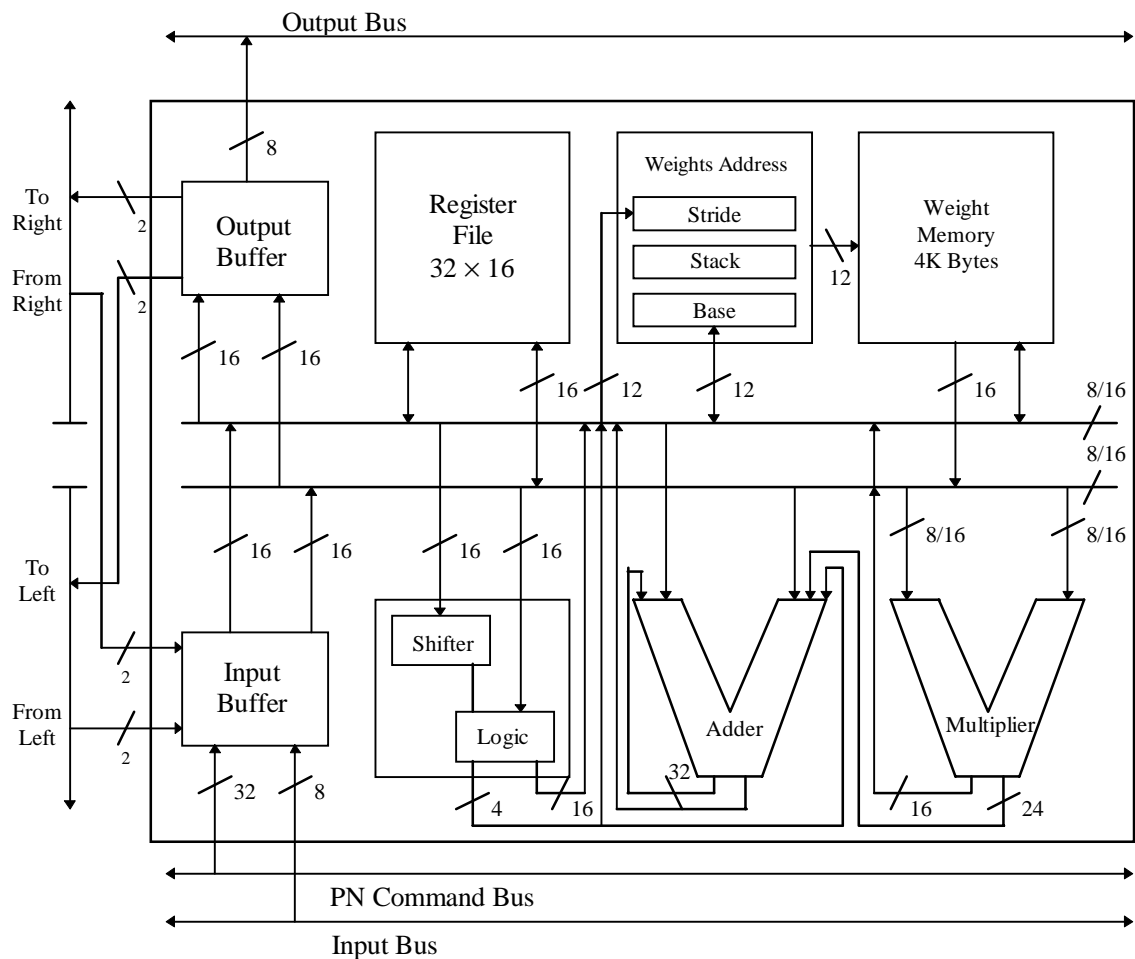 Output Bus
8
To
Right
2
Output
Buffer
From
Right
2
Register
File
32 × 16
Weights Address
Stride
Stack
Base
12
Weight
Memory
4K Bytes
16
16
16
12
12
16
8/16
8/16
16
16
16
16
8/16
8/16
To
Left
2
Input
Buffer
From
Left
2
Shifter
Logic
Adder
Multiplier
32
8
4
16
32
16
24
PN Command Bus
Input Bus